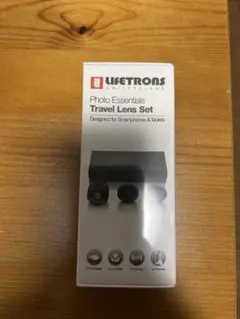 LIFETRONS
SWITZERLAND
Photo Essentials
Travel Lens Set
Designed for Smartphones & Tablets